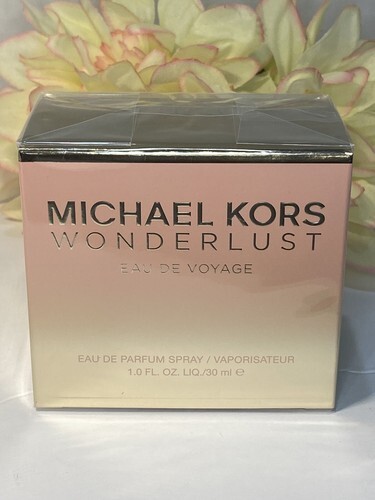 MICHAEL KORS
WONDERLUST
EAU DE VOYAGE
EAU DE PARFUM SPRAY / VAPORISATEUR
1.0 FL. OZ. LIQ./30 ml ℮